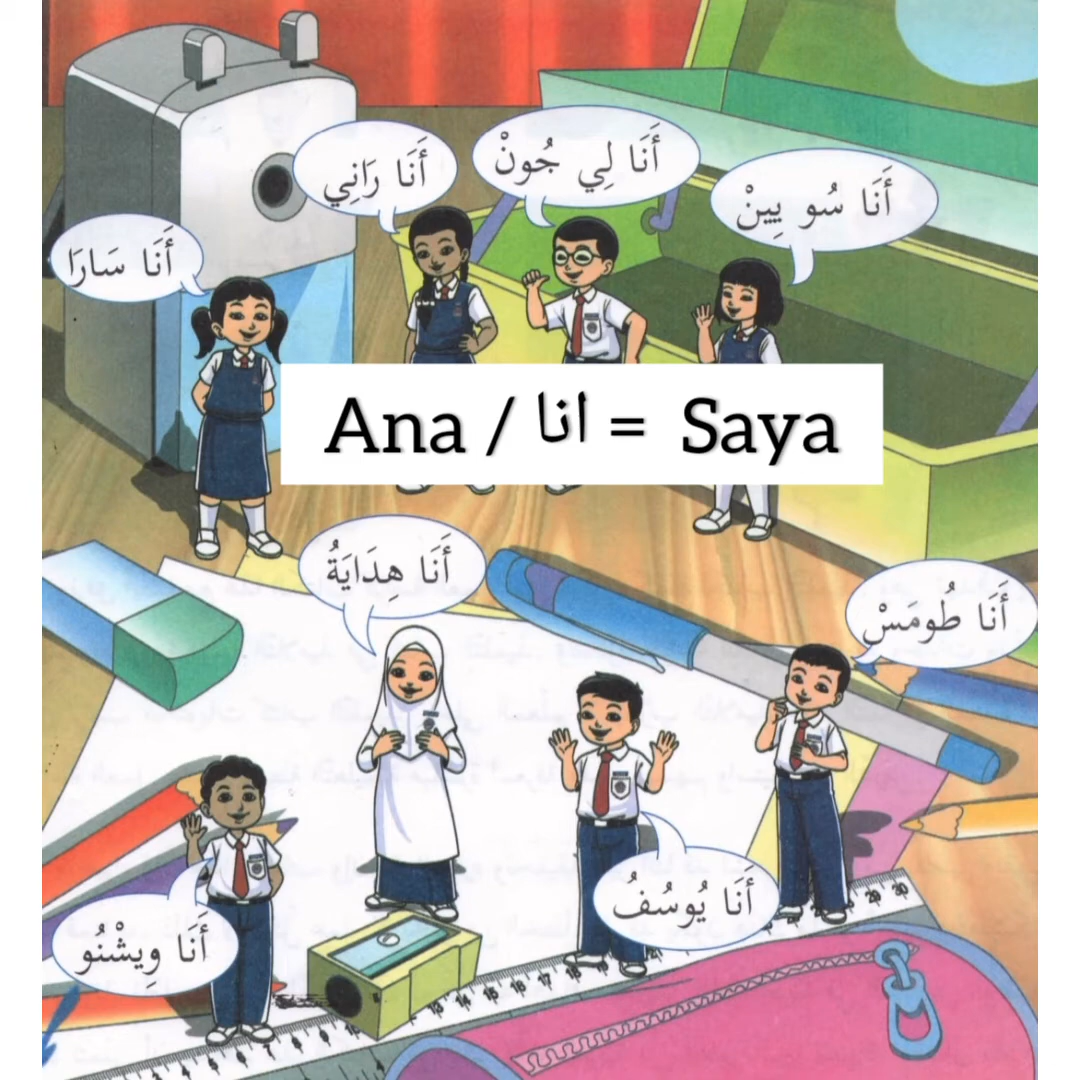 أَنَا رَانِي
أَنَا لِي جُونْ
أَنَا سُو يِينْ
أَنَا سَارَا
Ana / انا = Saya
أَنَا هِدَايَةُ
أَنَا طُومَسْ
أَنَا يُوسُفُ
أَنَا وِيشْنُو